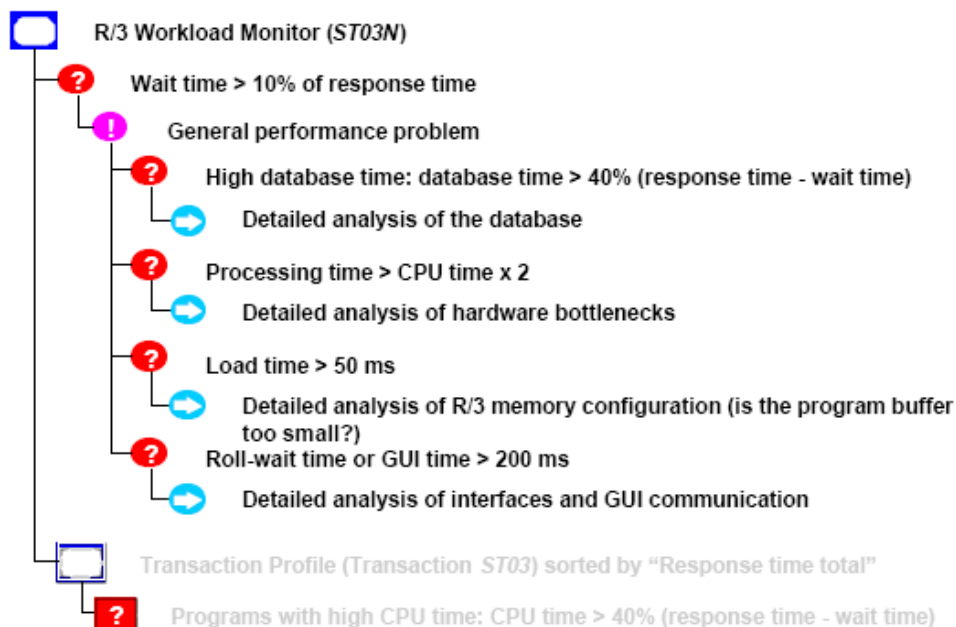 R/3 Workload Monitor (ST03N)
? Wait time > 10% of response time
! General performance problem
? High database time: database time > 40% (response time - wait time)
Detailed analysis of the database
? Processing time > CPU time x 2
Detailed analysis of hardware bottlenecks
? Load time > 50 ms
Detailed analysis of R/3 memory configuration (is the program buffer
too small?)
? Roll-wait time or GUI time > 200 ms
Detailed analysis of interfaces and GUI communication
Transaction Profile (Transaction ST03) sorted by “Response time total”
? Programs with high CPU time: CPU time > 40% (response time - wait time)